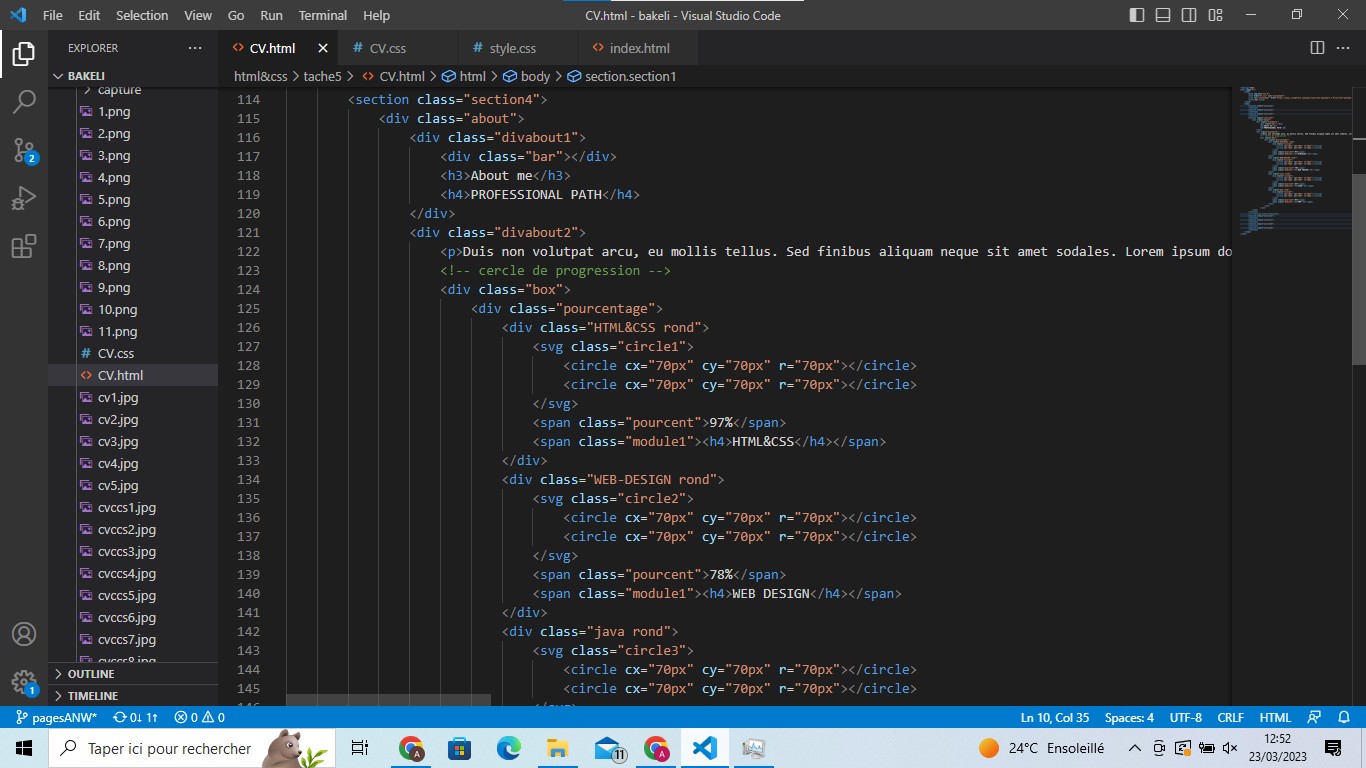 File Edit Selection View Go Run Terminal Help CV.html - bakeli - Visual Studio Code
EXPLORER
BAKELI
capture
1.png
2.png
3.png
4.png
5.png
6.png
7.png
8.png
9.png
10.png
11.png
# CV.css
<> CV.html
cv1.jpg
cv2.jpg
cv3.jpg
cv4.jpg
cv5.jpg
cvccs1.jpg
cvccs2.jpg
cvccs3.jpg
cvccs4.jpg
cvccs5.jpg
cvccs6.jpg
cvccs7.jpg
cvccs8.jpg
OUTLINE
TIMELINE
<> CV.html # CV.css # style.css <> index.html
html&css > tache5 > <> CV.html > html > body > section.section1
114 <section class="section4">
115 <div class="about">
116 <div class="divabout1">
117 <div class="bar"></div>
118 <h3>About me</h3>
119 <h4>PROFESSIONAL PATH</h4>
120 </div>
121 <div class="divabout2">
122 <p>Duis non volutpat arcu, eu mollis tellus. Sed finibus aliquam neque sit amet sodales. Lorem ipsum do
123 <!-- cercle de progression -->
124 <div class="box">
125 <div class="pourcentage">
126 <div class="HTML&CSS rond">
127 <svg class="circle1">
128 <circle cx="70px" cy="70px" r="70px"></circle>
129 <circle cx="70px" cy="70px" r="70px"></circle>
130 </svg>
131 <span class="pourcent">97%</span>
132 <span class="module1"><h4>HTML&CSS</h4></span>
133 </div>
134 <div class="WEB-DESIGN rond">
135 <svg class="circle2">
136 <circle cx="70px" cy="70px" r="70px"></circle>
137 <circle cx="70px" cy="70px" r="70px"></circle>
138 </svg>
139 <span class="pourcent">78%</span>
140 <span class="module1"><h4>WEB DESIGN</h4></span>
141 </div>
142 <div class="java rond">
143 <svg class="circle3">
144 <circle cx="70px" cy="70px" r="70px"></circle>
145 <circle cx="70px" cy="70px" r="70px"></circle>
2
1
pagesANW* 0↓ 1↑ 0 0 Ln 10, Col 35 Spaces: 4 UTF-8 CRLF HTML
Taper ici pour rechercher A 11 A 24°C Ensoleillé 12:52
23/03/2023